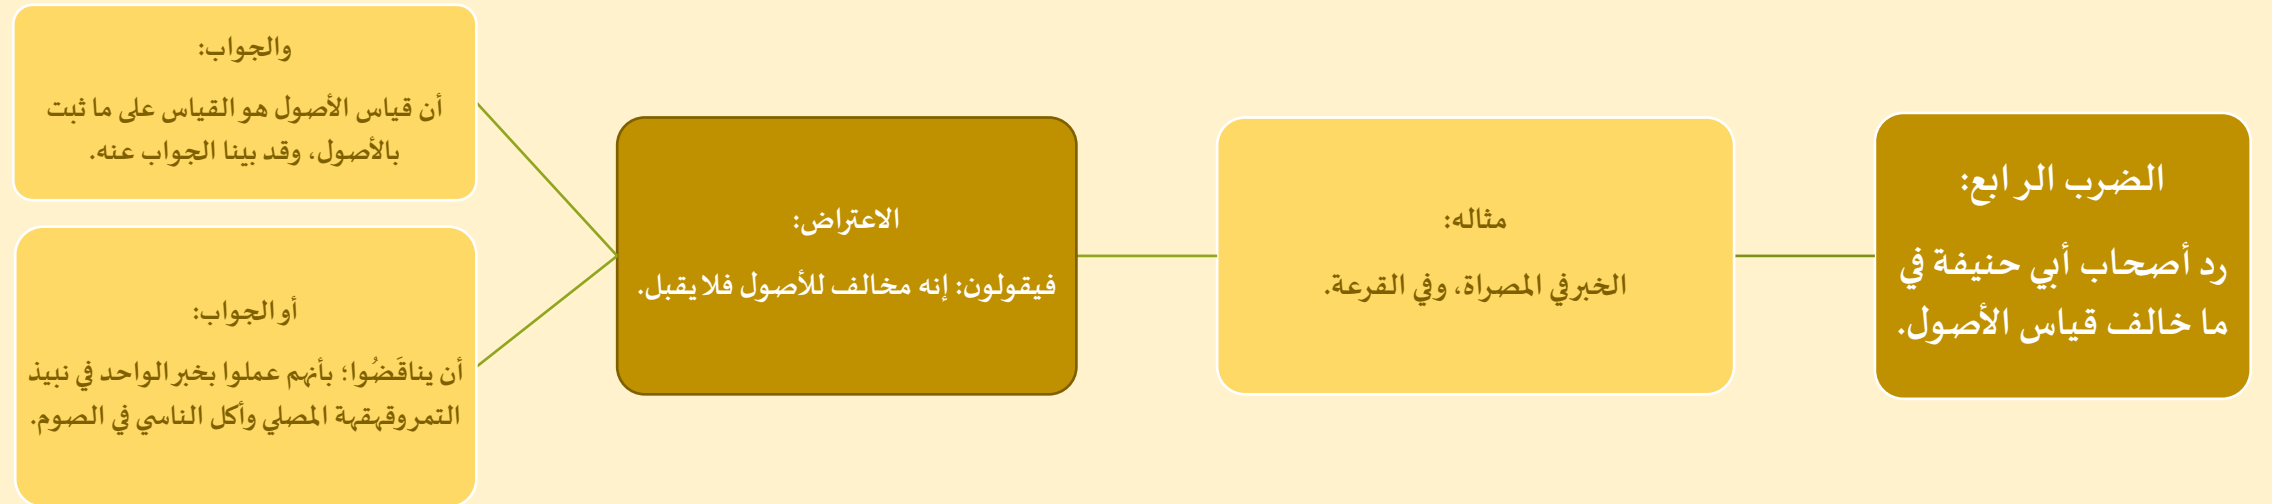 الضرب الرابع:
رد أصحاب أبي حنيفة في
ما خالف قياس الأصول.
مثاله:
الخبر في المصراة، وفي القرعة.
الاعتراض:
فيقولون: إنه مخالف للأصول فلا يقبل.
والجواب:
أن قياس الأصول هو القياس على ما ثبت
بالأصول، وقد بينا الجواب عنه.
أو الجواب:
أن يناقَضُوا؛ بأنهم عملوا بخبر الواحد في نبيذ
التمر وقهقهة المصلي وأكل الناسي في الصوم.